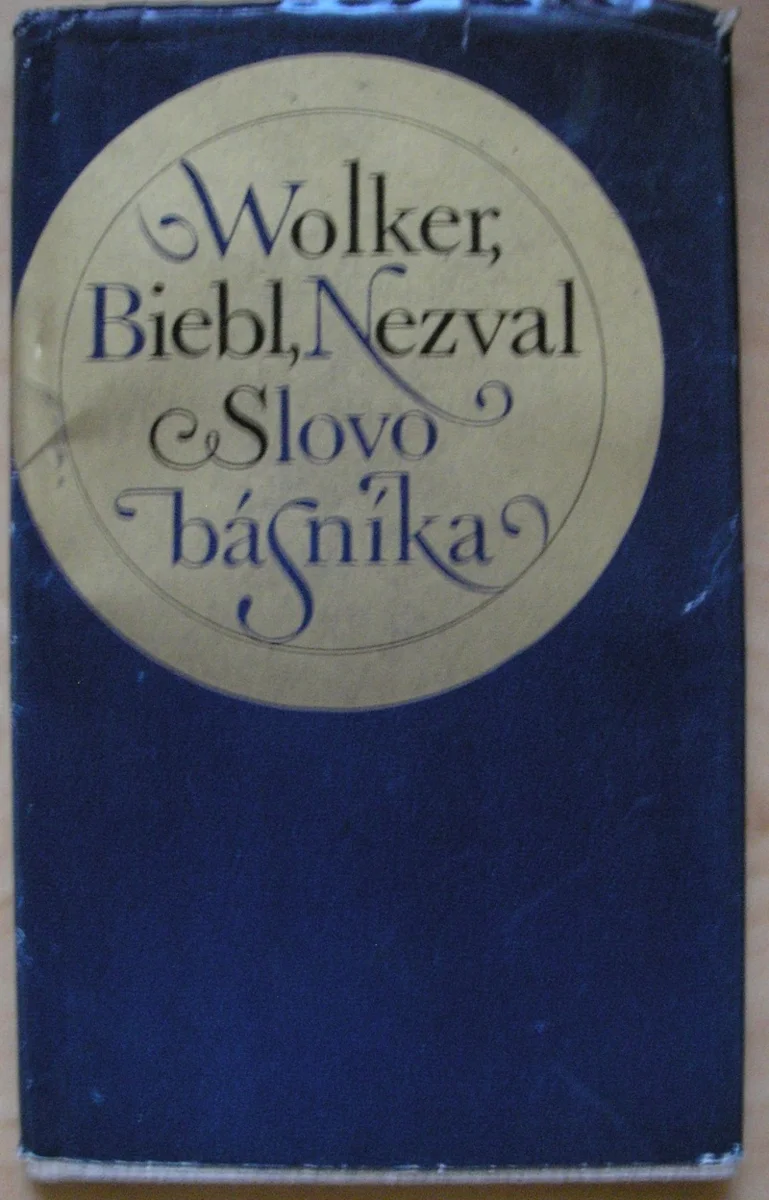 Wolker,
Biebl, Nezval
Slovo
básníka